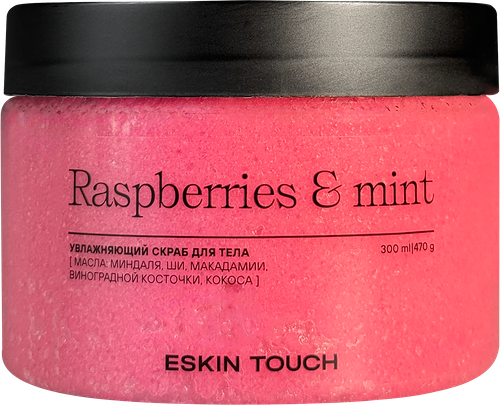 Raspberries & mint
УВЛАЖНЯЮЩИЙ СКРАБ ДЛЯ ТЕЛА
300 ml|470 g
[ МАСЛА: МИНДАЛЯ, ШИ, МАКАДАМИИ,
ВИНОГРАДНОЙ КОСТОЧКИ, КОКОСА ]
ESKIN TOUCH